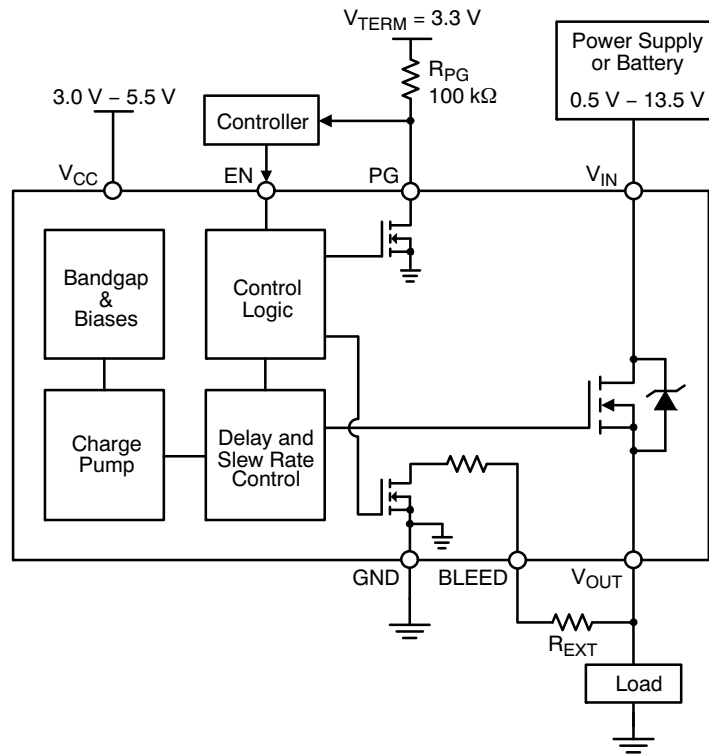 V_TERM = 3.3 V
Power Supply
or Battery
0.5 V – 13.5 V
R_PG
100 kΩ
3.0 V – 5.5 V
Controller
V_CC
EN
PG
V_IN
Bandgap
&
Biases
Control
Logic
Charge
Pump
Delay and
Slew Rate
Control
GND
BLEED
V_OUT
R_EXT
Load